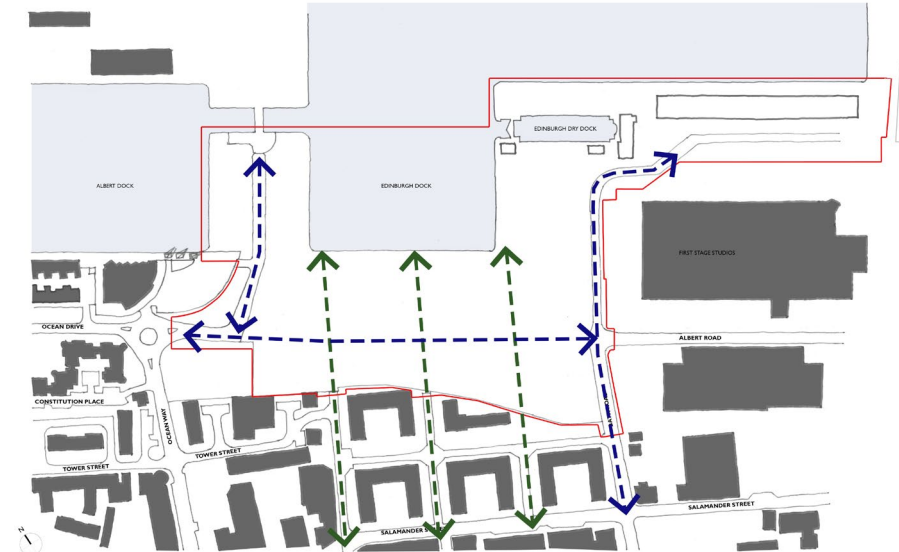 EDINBURGH DRY DOCK
ALBERT DOCK
EDINBURGH DOCK
FIRST STAGE STUDIOS
OCEAN DRIVE
ALBERT ROAD
CONSTITUTION PLACE
OCEAN WAY
TOWER STREET
TOWER STREET
SALAMANDER STREET
SALAMANDER
N